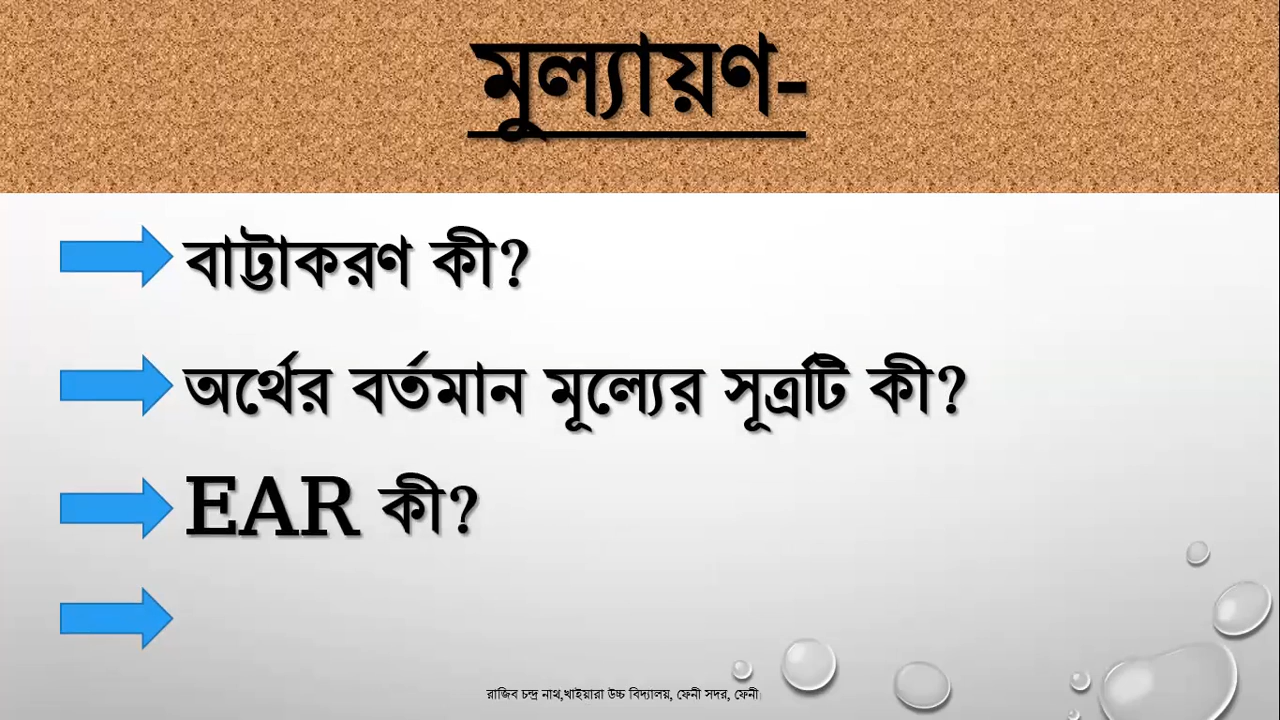 মুল্যায়ণ-
বাট্টাকরণ কী?
অর্থের বর্তমান মূল্যের সূত্রটি কী?
EAR কী?
রাজিব চন্দ্র নাথ,খাইয়ারা উচ্চ বিদ্যালয়, ফেনী সদর, ফেনী।